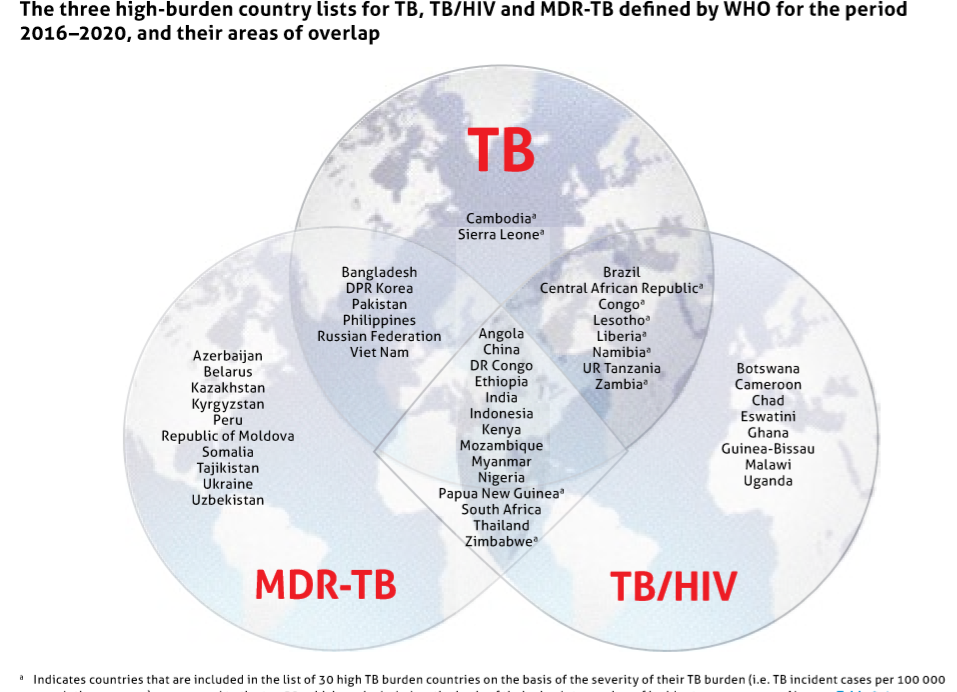 The three high-burden country lists for TB, TB/HIV and MDR-TB defined by WHO for the period
2016–2020, and their areas of overlap
TB
Cambodiaᵃ
Sierra Leoneᵃ
Bangladesh
DPR Korea
Pakistan
Philippines
Russian Federation
Viet Nam
Brazil
Central African Republicᵃ
Congoᵃ
Lesothoᵃ
Liberiaᵃ
Namibiaᵃ
UR Tanzania
Zambiaᵃ
Angola
China
DR Congo
Ethiopia
India
Indonesia
Kenya
Mozambique
Myanmar
Nigeria
Papua New Guineaᵃ
South Africa
Thailand
Zimbabweᵃ
Azerbaijan
Belarus
Kazakhstan
Kyrgyzstan
Peru
Republic of Moldova
Somalia
Tajikistan
Ukraine
Uzbekistan
Botswana
Cameroon
Chad
Eswatini
Ghana
Guinea-Bissau
Malawi
Uganda
MDR-TB
TB/HIV
ᵃ Indicates countries that are included in the list of 30 high TB burden countries on the basis of the severity of their TB burden (i.e. TB incident cases per 100 000